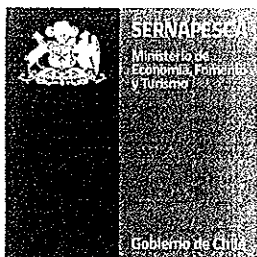 SERNAPESCA
Ministerio de
Economía, Fomento
y Turismo
Gobierno de Chile